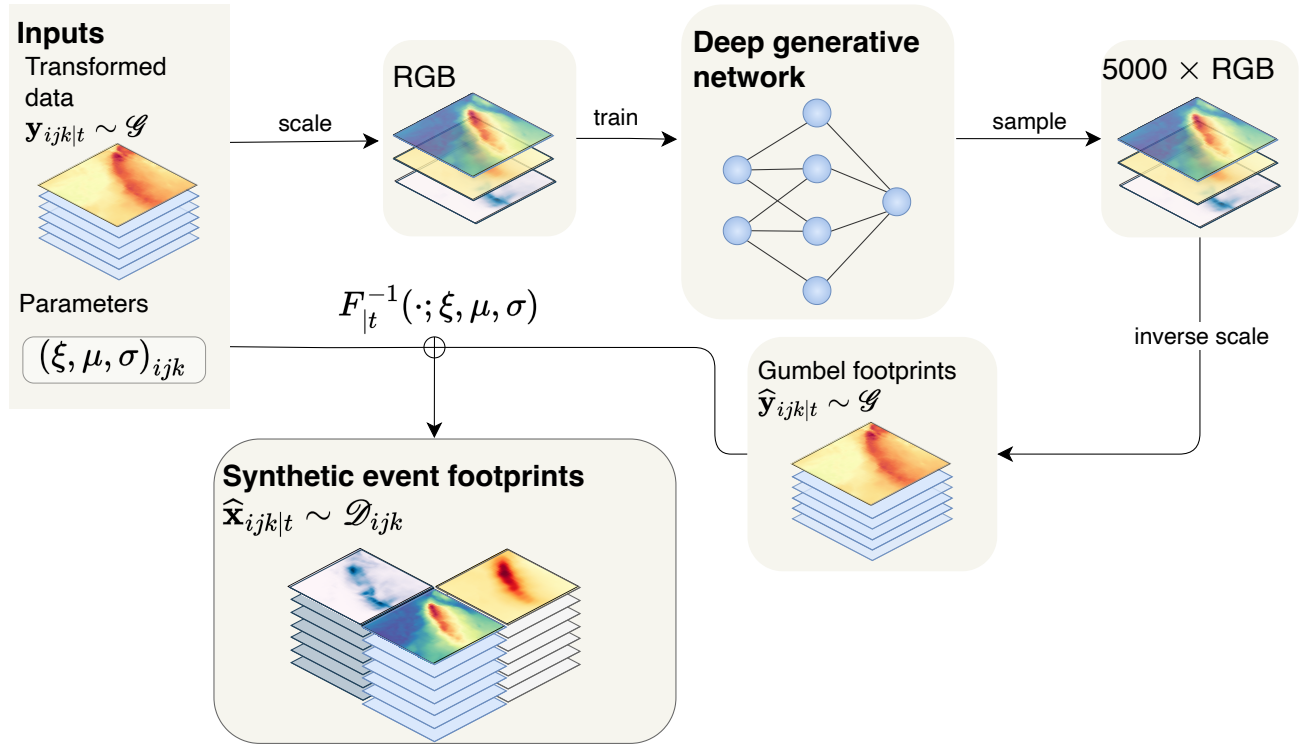 Inputs
Transformed
data
𝐲_{ijk|t} ∼ 𝒢
Parameters
(ξ, μ, σ)_{ijk}
scale
RGB
train
Deep generative
network
sample
5000 × RGB
inverse scale
Gumbel footprints
𝐲̂_{ijk|t} ∼ 𝒢
F_{|t}^{−1}(·; ξ, μ, σ)
Synthetic event footprints
𝐱̂_{ijk|t} ∼ 𝒟_{ijk}